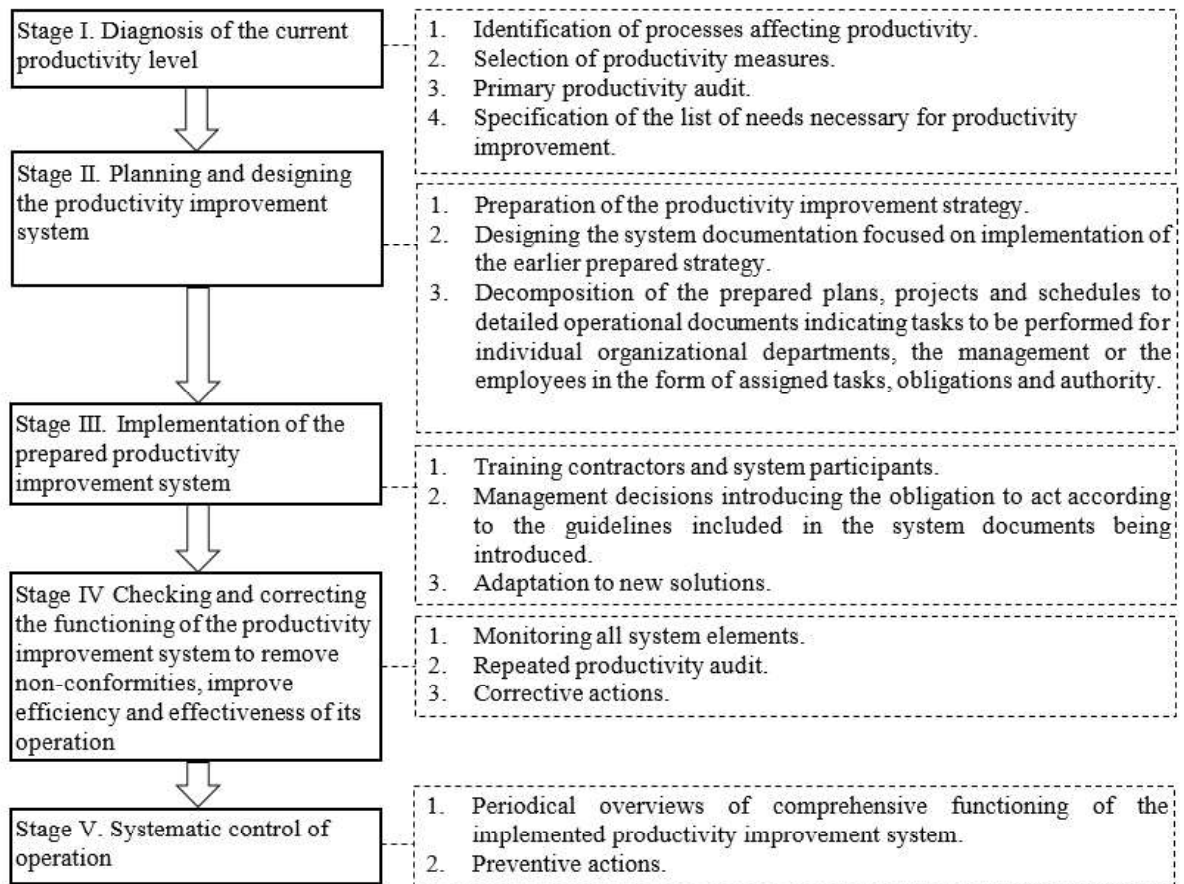 Stage I. Diagnosis of the current
productivity level
1. Identification of processes affecting productivity.
2. Selection of productivity measures.
3. Primary productivity audit.
4. Specification of the list of needs necessary for productivity
improvement.
Stage II. Planning and designing
the productivity improvement
system
1. Preparation of the productivity improvement strategy.
2. Designing the system documentation focused on implementation of
the earlier prepared strategy.
3. Decomposition of the prepared plans, projects and schedules to
detailed operational documents indicating tasks to be performed for
individual organizational departments, the management or the
employees in the form of assigned tasks, obligations and authority.
Stage III. Implementation of the
prepared productivity
improvement system
1. Training contractors and system participants.
2. Management decisions introducing the obligation to act according
to the guidelines included in the system documents being
introduced.
3. Adaptation to new solutions.
Stage IV Checking and correcting
the functioning of the productivity
improvement system to remove
non-conformities, improve
efficiency and effectiveness of its
operation
1. Monitoring all system elements.
2. Repeated productivity audit.
3. Corrective actions.
Stage V. Systematic control of
operation
1. Periodical overviews of comprehensive functioning of the
implemented productivity improvement system.
2. Preventive actions.